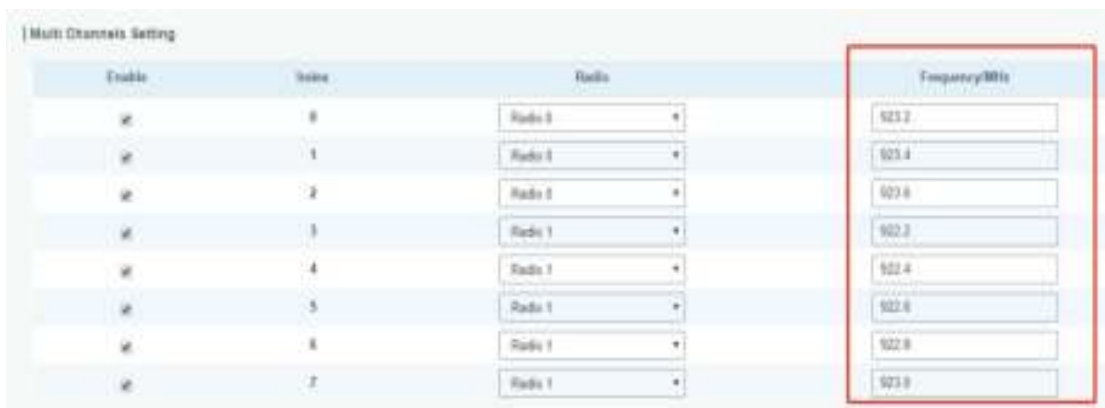 Multi Channels Setting
Enable Index Radio Frequency/MHz
0 Radio 0 923.2
1 Radio 0 923.4
2 Radio 0 923.6
3 Radio 1 922.2
4 Radio 1 922.4
5 Radio 1 922.6
6 Radio 1 922.8
7 Radio 1 923.0